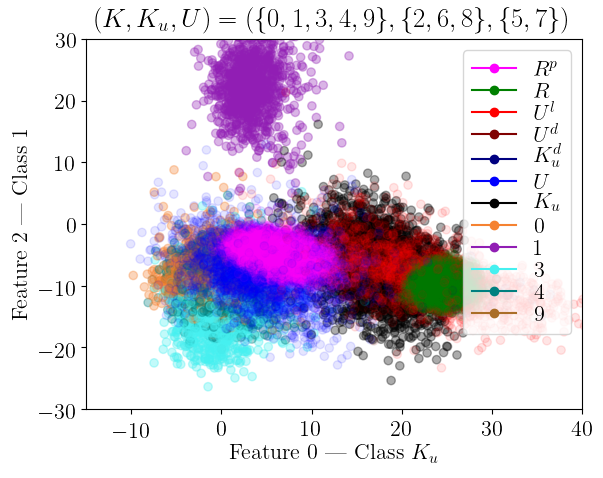 (K, K_u, U) = ({0, 1, 3, 4, 9}, {2, 6, 8}, {5, 7})
30
20
10
0
−10
−20
−30
Feature 2 — Class 1
R^p
R
U^l
U^d
K_u^d
U
K_u
0
1
3
4
9
−10
0
10
20
30
40
Feature 0 — Class K_u